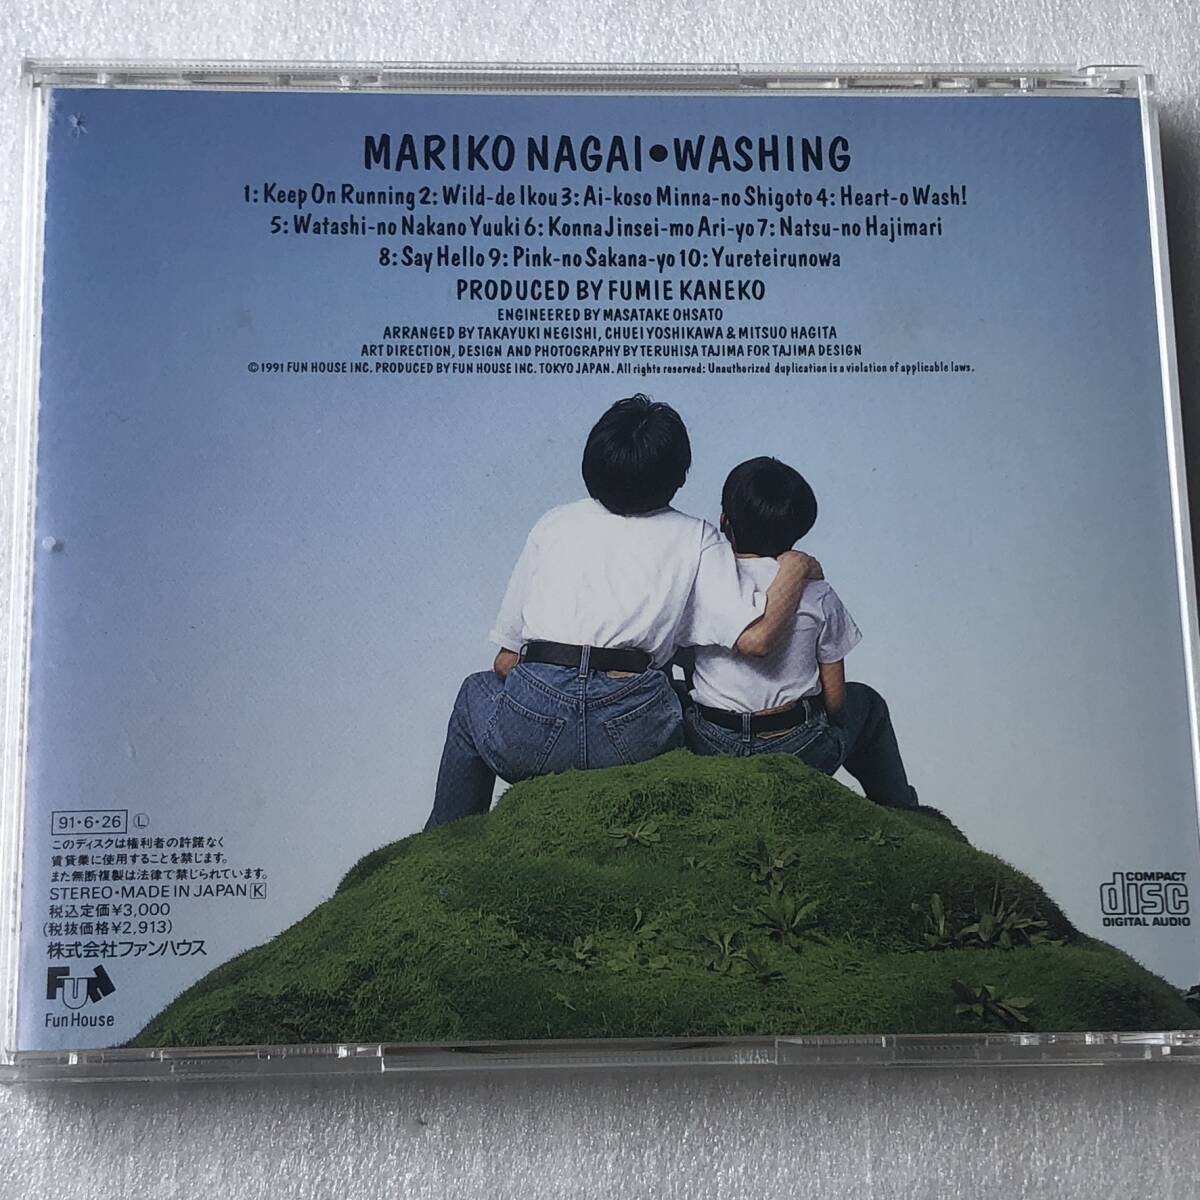 MARIKO NAGAI•WASHING
1: Keep On Running 2: Wild-de Ikou 3: Ai-koso Minna-no Shigoto 4: Heart-o Wash!
5: Watashi-no Nakano Yuuki 6: Konna Jinsei-mo Ari-yo 7: Natsu-no Hajimari
8: Say Hello 9: Pink-no Sakana-yo 10: Yureteirunowa
PRODUCED BY FUMIE KANEKO
ENGINEERED BY MASATAKE OHSATO
ARRANGED BY TAKAYUKI NEGISHI, CHUEI YOSHIKAWA & MITSUO HAGITA
ART DIRECTION, DESIGN AND PHOTOGRAPHY BY TERUHISA TAJIMA FOR TAJIMA DESIGN
©1991 FUN HOUSE INC. PRODUCED BY FUN HOUSE INC. TOKYO JAPAN. All rights reserved: Unauthorized duplication is a violation of applicable laws.
91・6・26 Ⓛ
このディスクは権利者の許諾なく
賃貸業に使用することを禁じます。
また無断複製は法律で禁じられています。
STEREO・MADE IN JAPAN K
税込定価¥3,000
(税抜価格¥2,913)
株式会社ファンハウス
FUN
Fun House
COMPACT
disc
DIGITAL AUDIO